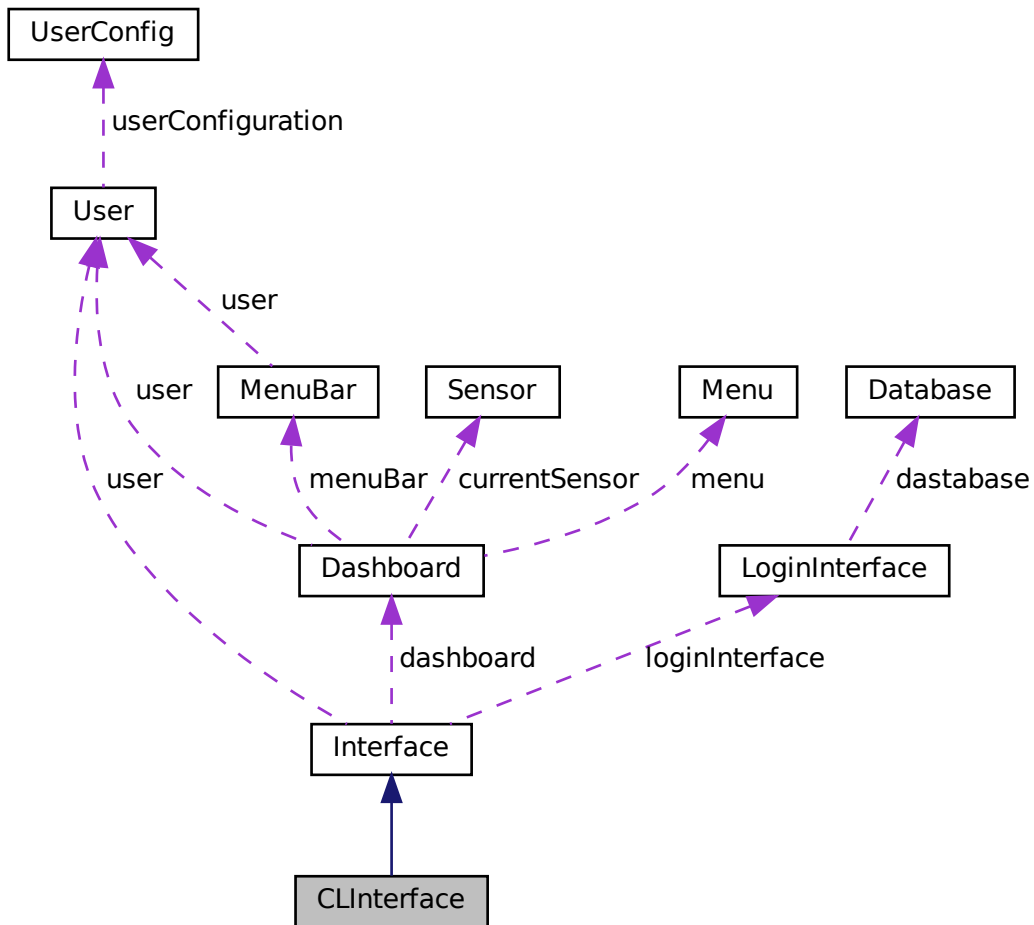 UserConfig
userConfiguration
User
user
MenuBar
Sensor
Menu
Database
user
user
menuBar
currentSensor
menu
dastabase
Dashboard
LoginInterface
dashboard
loginInterface
Interface
CLInterface